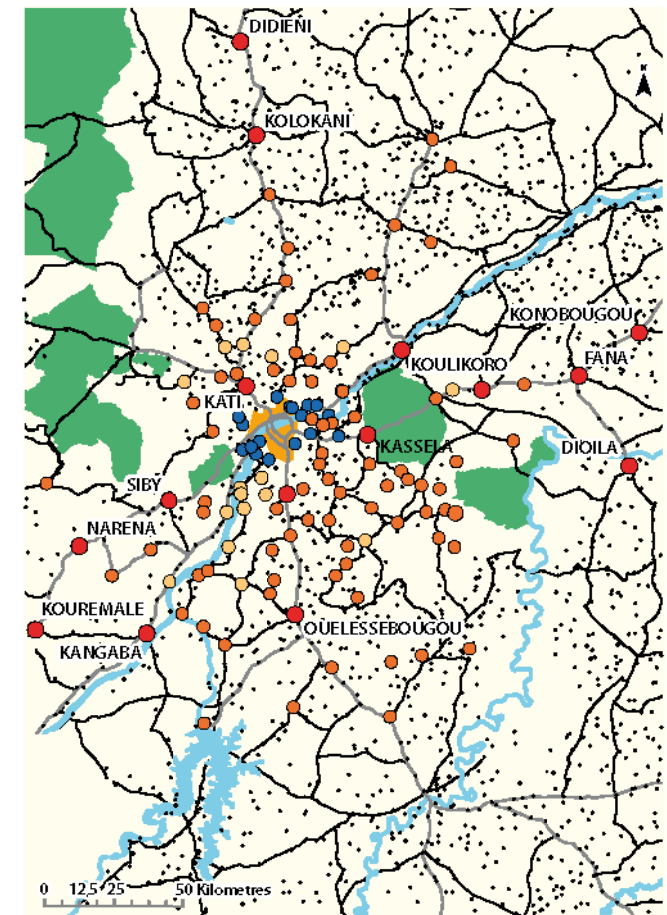 DIDIENI
KOLOKANI
KONOBOUGOU
KOULIKORO
FANA
KATI
KASSELA
DIOILA
SIBY
NARENA
KOUREMALE
OUELESSEBOUGOU
KANGABA
0 12,5 25 50 Kilometres